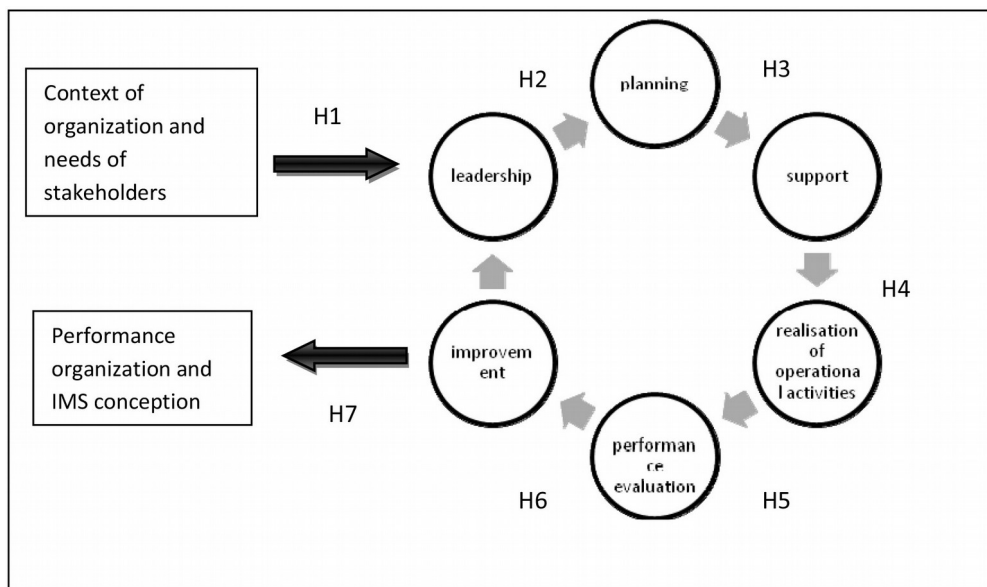 Context of
organization and
needs of
stakeholders
H1
leadership
H2
planning
H3
support
H4
realisation
of
operationa
l activities
H5
performan
ce
evaluation
H6
improvem
ent
H7
Performance
organization and
IMS conception